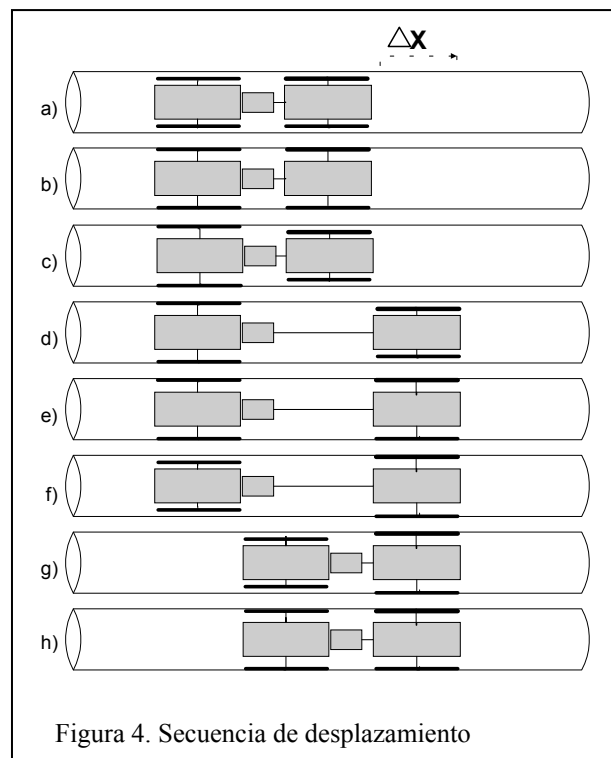 △X
a)
b)
c)
d)
e)
f)
g)
h)
Figura 4. Secuencia de desplazamiento